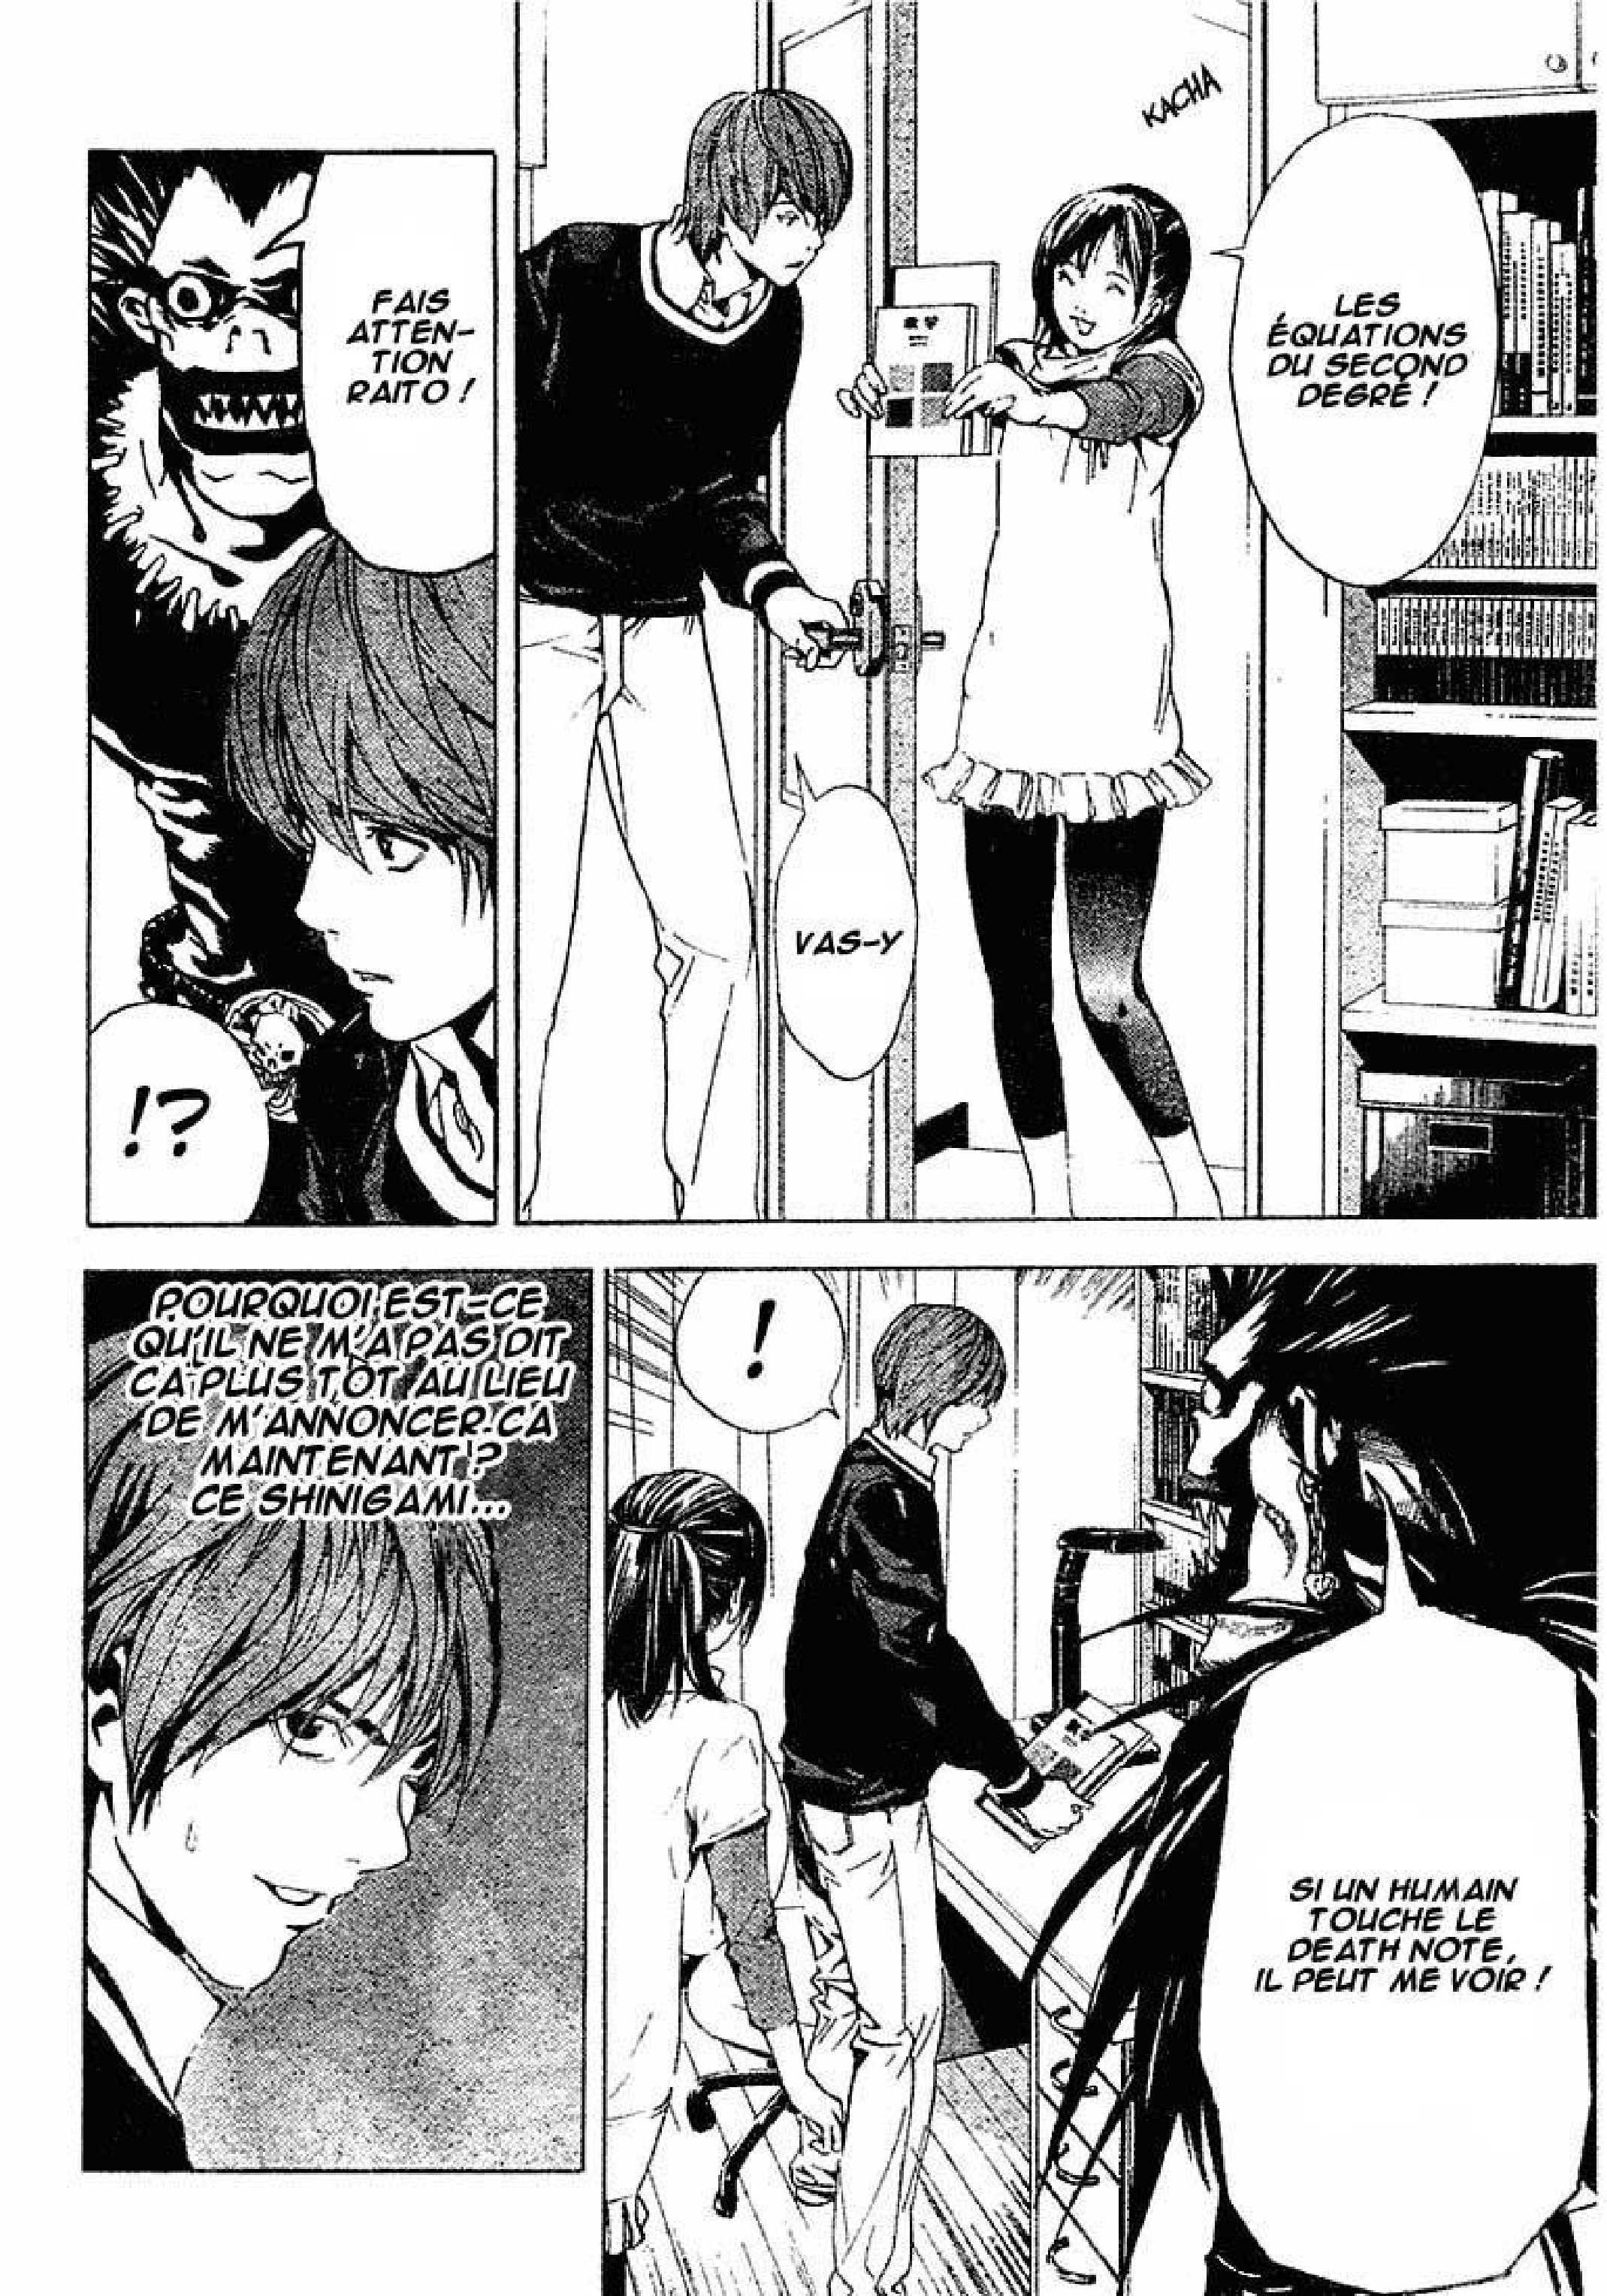 KACHA
LES
ÉQUATIONS
DU SECOND
DEGRÉ !
VAS-Y
FAIS
ATTEN-
TION
RAITO !
!?
!
SI UN HUMAIN
TOUCHE LE
DEATH NOTE,
IL PEUT ME VOIR !
POURQUOI EST-CE
QU'IL NE M'A PAS DIT
CA PLUS TÔT AU LIEU
DE M'ANNONCER CA
MAINTENANT ?
CE SHINIGAMI...